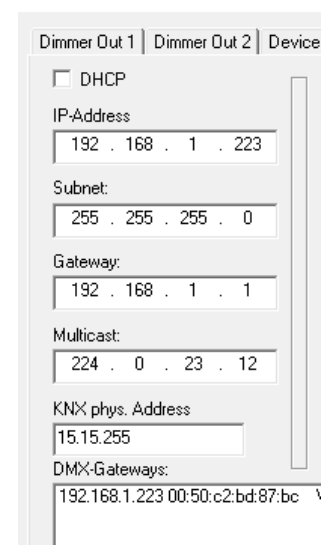 Dimmer Out 1 Dimmer Out 2 Device
DHCP
IP-Address
192 . 168 . 1 . 223
Subnet:
255 . 255 . 255 . 0
Gateway:
192 . 168 . 1 . 1
Multicast:
224 . 0 . 23 . 12
KNX phys. Address
15.15.255
DMX-Gateways:
192.168.1.223 00:50:c2:bd:87:bc